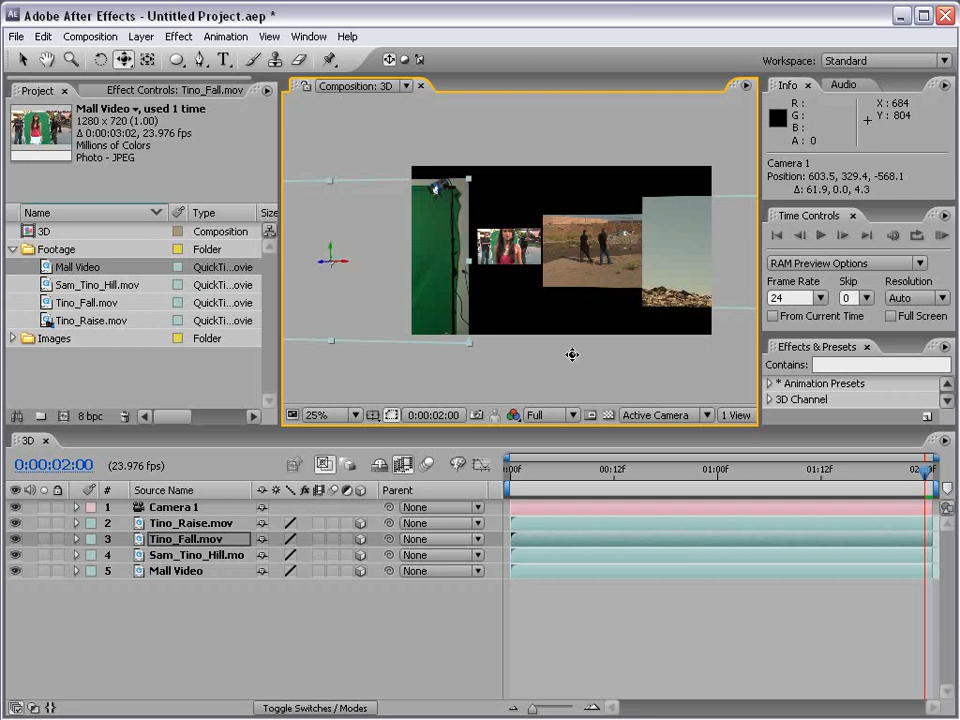 Adobe After Effects - Untitled Project.aep *
File Edit Composition Layer Effect Animation View Window Help
Workspace: Standard
Project × Effect Controls: Tino_Fall.mov
Mall Video, used 1 time
1280 x 720 (1.00)
Δ 0:00:03:02, 23.976 fps
Millions of Colors
Photo - JPEG
Name Type Size
3D Composition
Footage Folder
Mall Video QuickTi...ovie
Sam_Tino_Hill.mo QuickTi...ovie
Tino_Fall.mov QuickTi...ovie
Tino_Raise.mov QuickTi...ovie
Images Folder
8 bpc
Composition: 3D
25% 0:00:02:00 Full Active Camera 1 View
Info × Audio
R : X : 684
G : Y : 804
B :
A : 0
Camera 1
Position: 603.5, 329.4, -568.1
Δ: 61.9, 0.0, 4.3
Time Controls ×
RAM Preview Options
Frame Rate Skip Resolution
24 0 Auto
From Current Time Full Screen
Effects & Presets ×
Contains:
* Animation Presets
3D Channel
3D ×
0:00:02:00 (23.976 fps)
:00f 00:12f 01:00f 01:12f
# Source Name fx Parent
1 Camera 1 None
2 Tino_Raise.mov None
3 Tino_Fall.mov None
4 Sam_Tino_Hill.mo None
5 Mall Video None
Toggle Switches / Modes